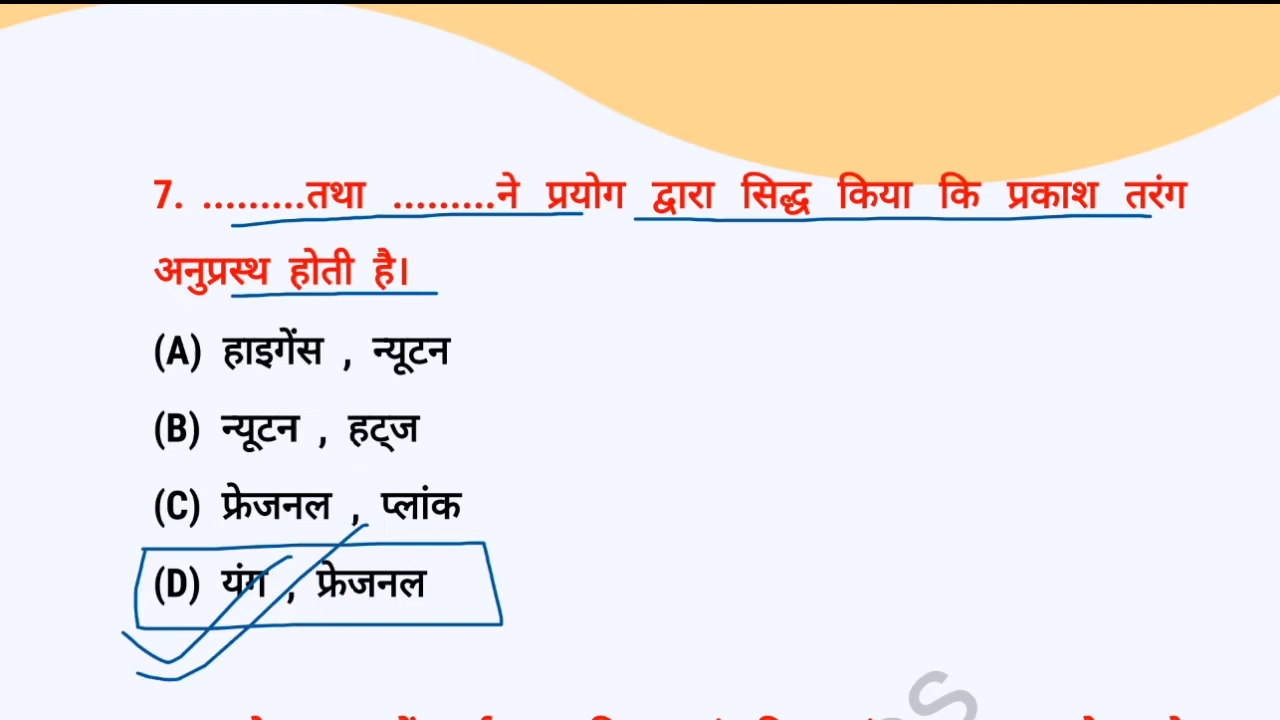 7. .........तथा .........ने प्रयोग द्वारा सिद्ध किया कि प्रकाश तरंग
अनुप्रस्थ होती है।
(A) हाइगेंस , न्यूटन
(B) न्यूटन , हट्ज
(C) फ्रेजनल , प्लांक
(D) यंग , फ्रेजनल